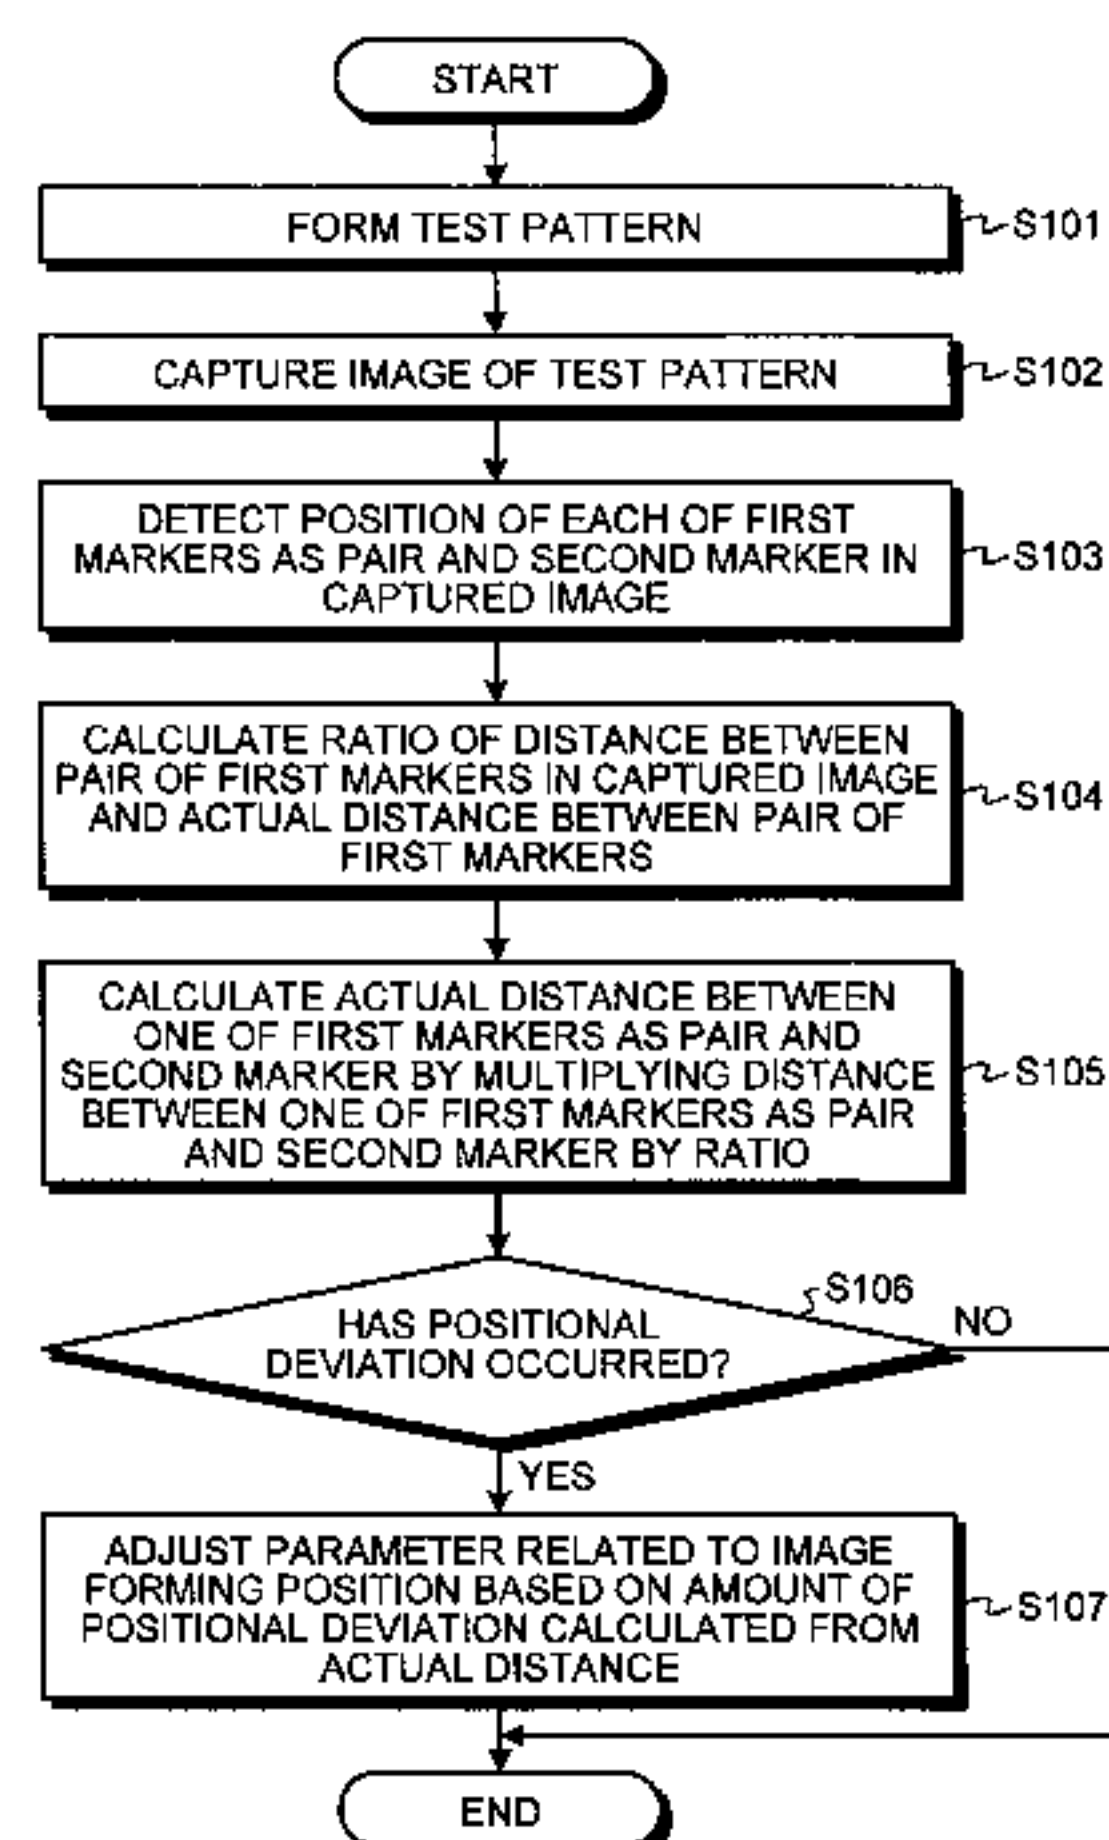 START
FORM TEST PATTERN
S101
CAPTURE IMAGE OF TEST PATTERN
S102
DETECT POSITION OF EACH OF FIRST
MARKERS AS PAIR AND SECOND MARKER IN
CAPTURED IMAGE
S103
CALCULATE RATIO OF DISTANCE BETWEEN
PAIR OF FIRST MARKERS IN CAPTURED IMAGE
AND ACTUAL DISTANCE BETWEEN PAIR OF
FIRST MARKERS
S104
CALCULATE ACTUAL DISTANCE BETWEEN
ONE OF FIRST MARKERS AS PAIR AND
SECOND MARKER BY MULTIPLYING DISTANCE
BETWEEN ONE OF FIRST MARKERS AS PAIR
AND SECOND MARKER BY RATIO
S105
S106
HAS POSITIONAL
DEVIATION OCCURRED?
NO
YES
ADJUST PARAMETER RELATED TO IMAGE
FORMING POSITION BASED ON AMOUNT OF
POSITIONAL DEVIATION CALCULATED FROM
ACTUAL DISTANCE
S107
END